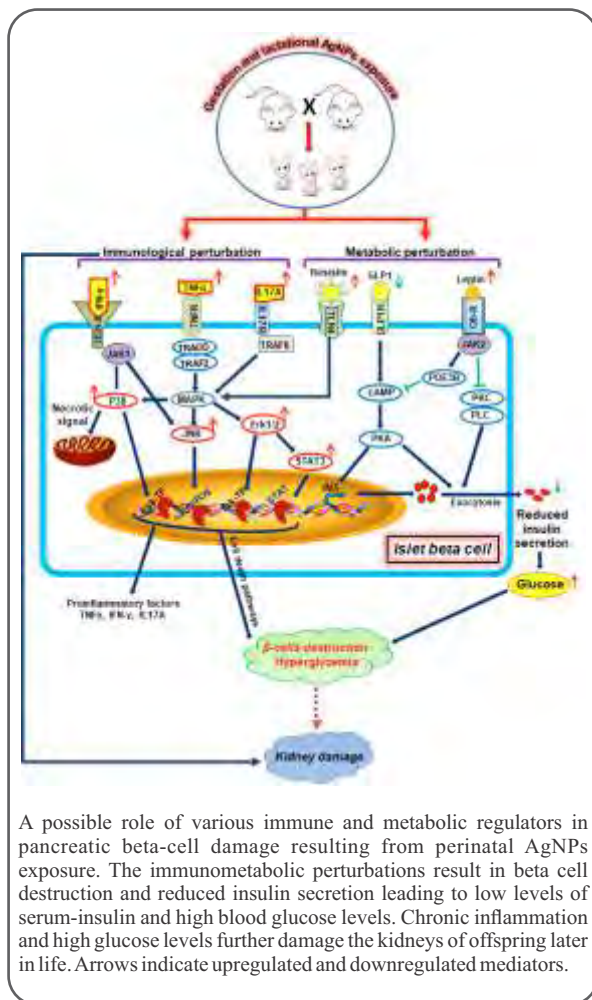 Gestation and lactational AgNPs exposure
X
Immunological perturbation
Metabolic perturbation
TNFα
IL17A
GLP1
Leptin
OB-R
JAK1
TRADD
TRAF2
TRAF6
JAK2
PDE3B
P38
MAPK
cAMP
PKC
PLC
Necrotic
signal
JNK
Erk1/2
PKA
STAT3
STAT
Exocytosis
Reduced
insulin
secretion
Islet beta cell
Glucose
Proinflammatory factors
TNFα, IFN-γ, IL17A
β-cells destruction
Hyperglycemia
Kidney damage
A possible role of various immune and metabolic regulators in
pancreatic beta-cell damage resulting from perinatal AgNPs
exposure. The immunometabolic perturbations result in beta cell
destruction and reduced insulin secretion leading to low levels of
serum-insulin and high blood glucose levels. Chronic inflammation
and high glucose levels further damage the kidneys of offspring later
in life. Arrows indicate upregulated and downregulated mediators.